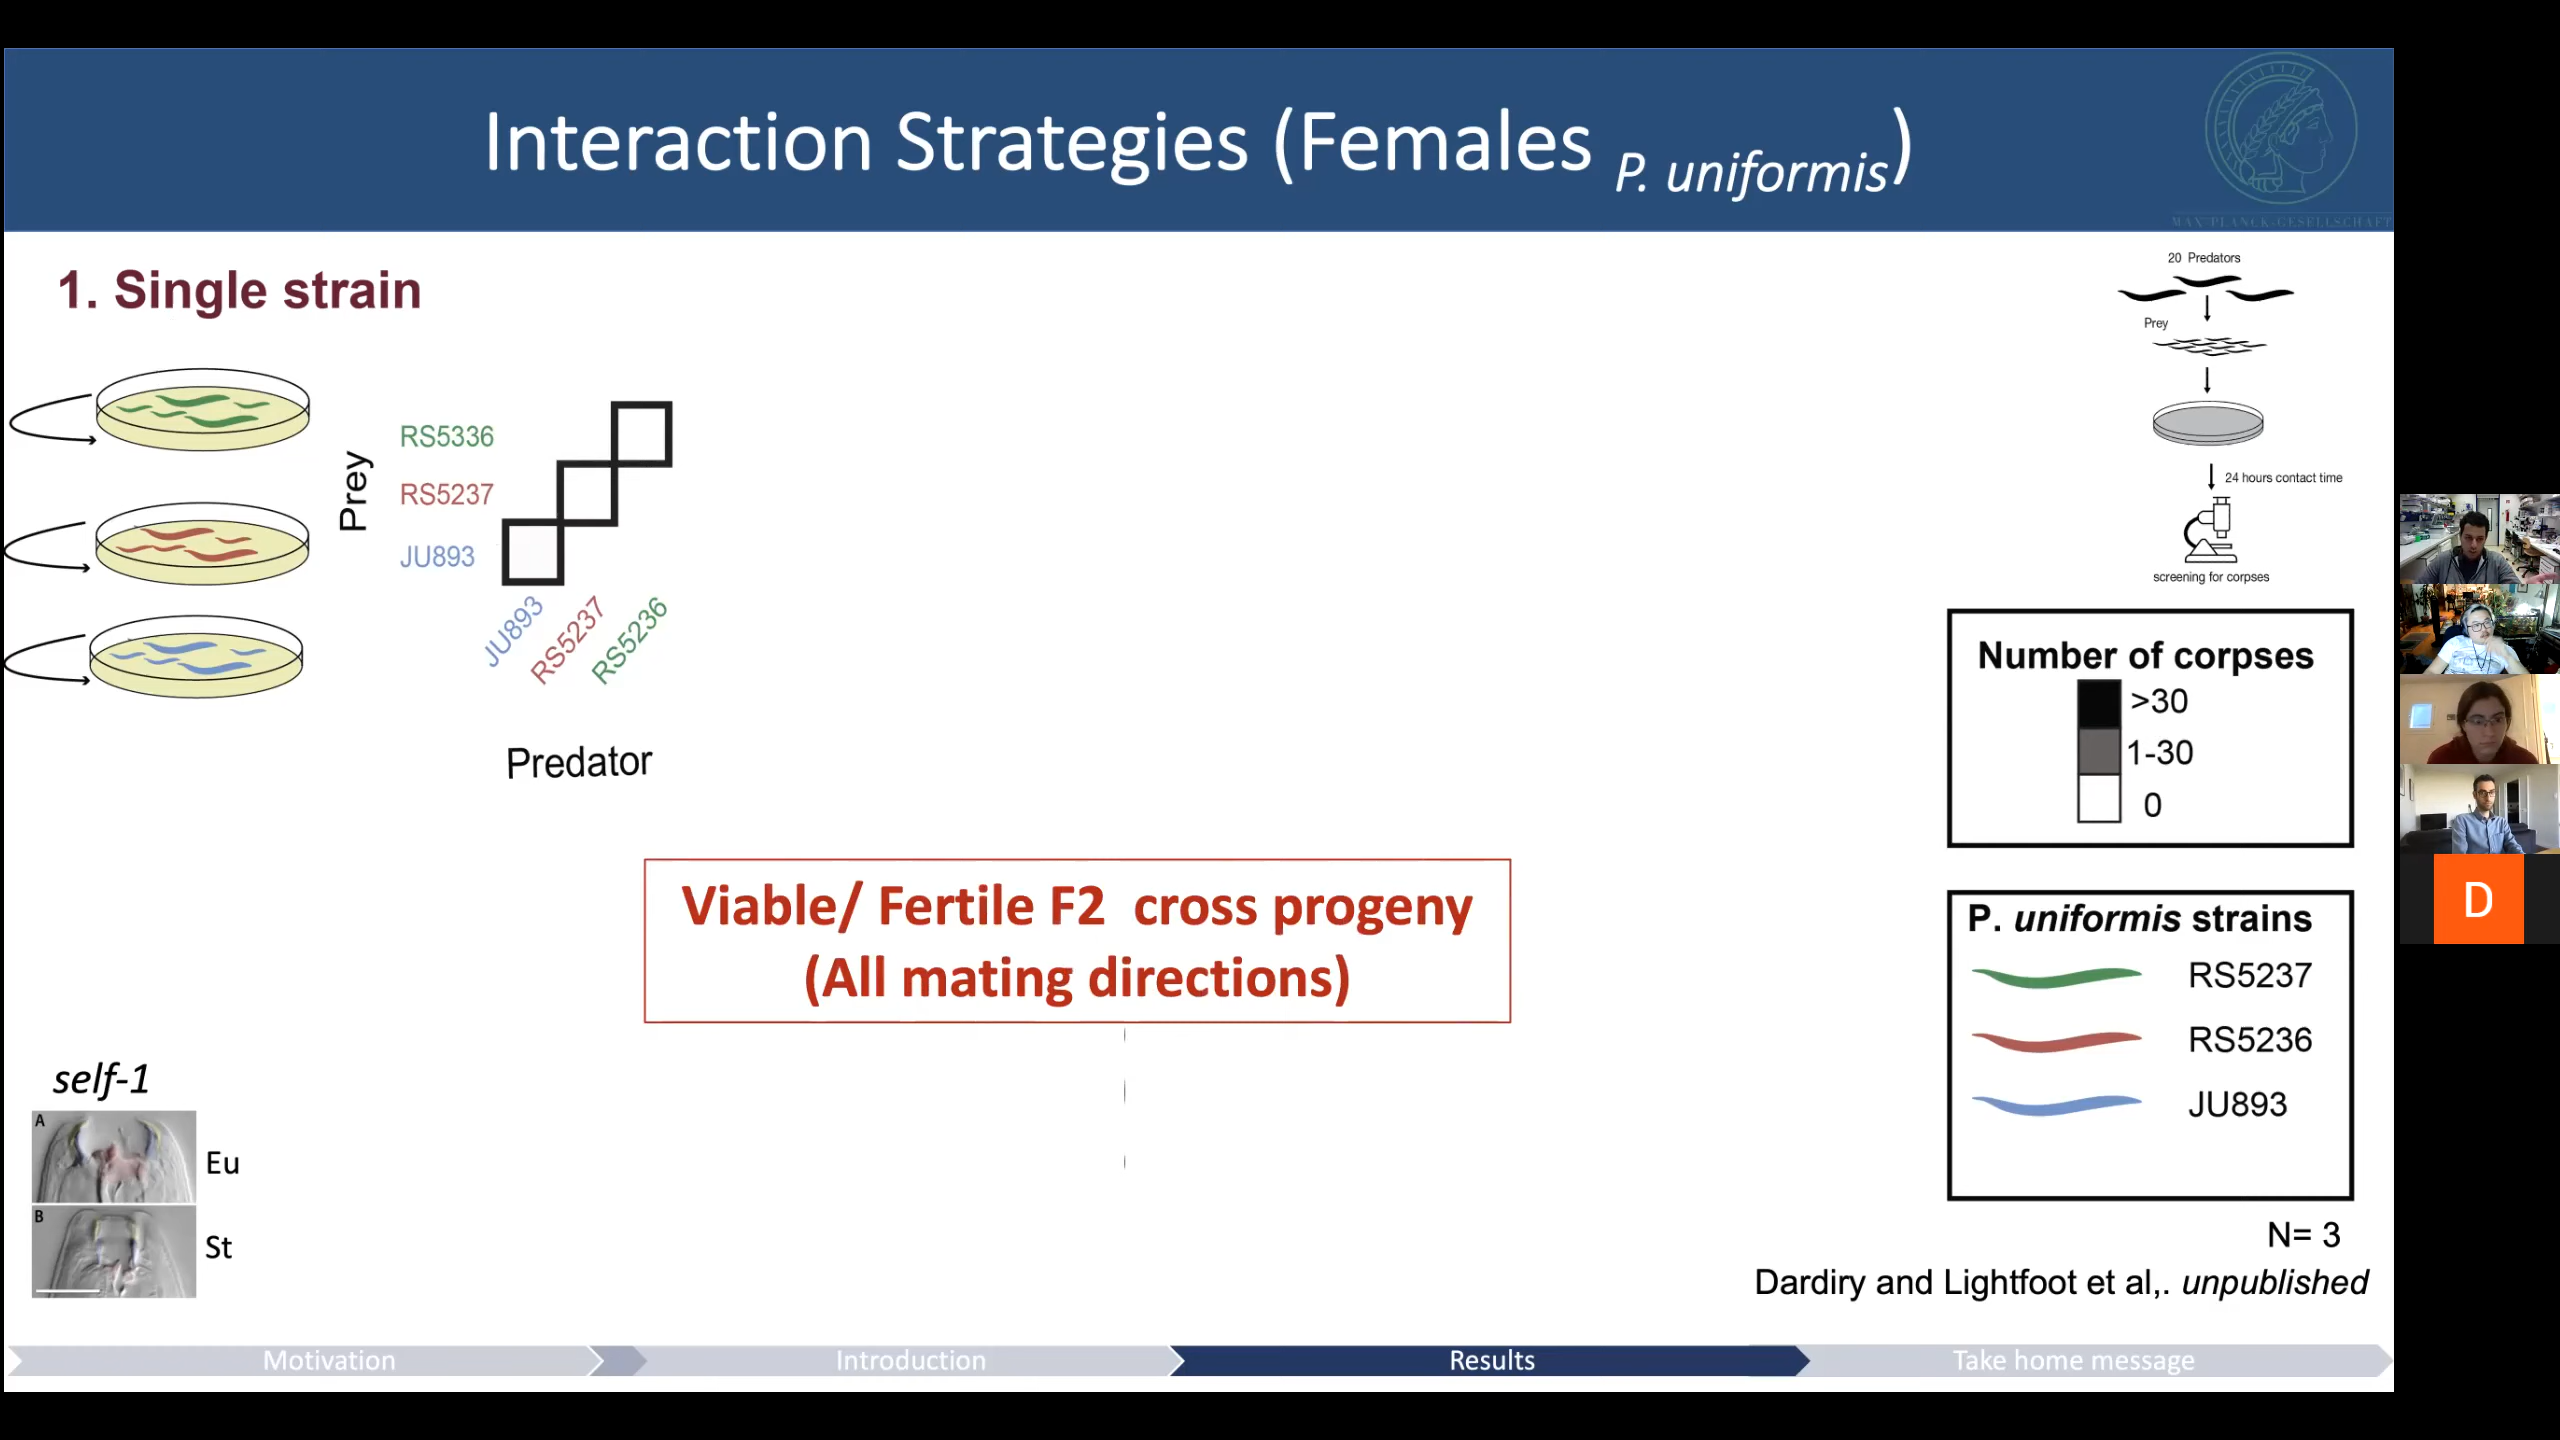 Interaction Strategies (Females P. uniformis)
MAX-PLANCK-GESELLSCHAFT
1. Single strain
Prey
RS5336
RS5237
JU893
JU893
RS5237
RS5236
Predator
20 Predators
Prey
24 hours contact time
screening for corpses
Number of corpses
>30
1-30
0
Viable/ Fertile F2 cross progeny
(All mating directions)
P. uniformis strains
RS5237
RS5236
JU893
self-1
A
Eu
B
St
N= 3
Dardiry and Lightfoot et al,. unpublished
Motivation
Introduction
Results
Take home message
D